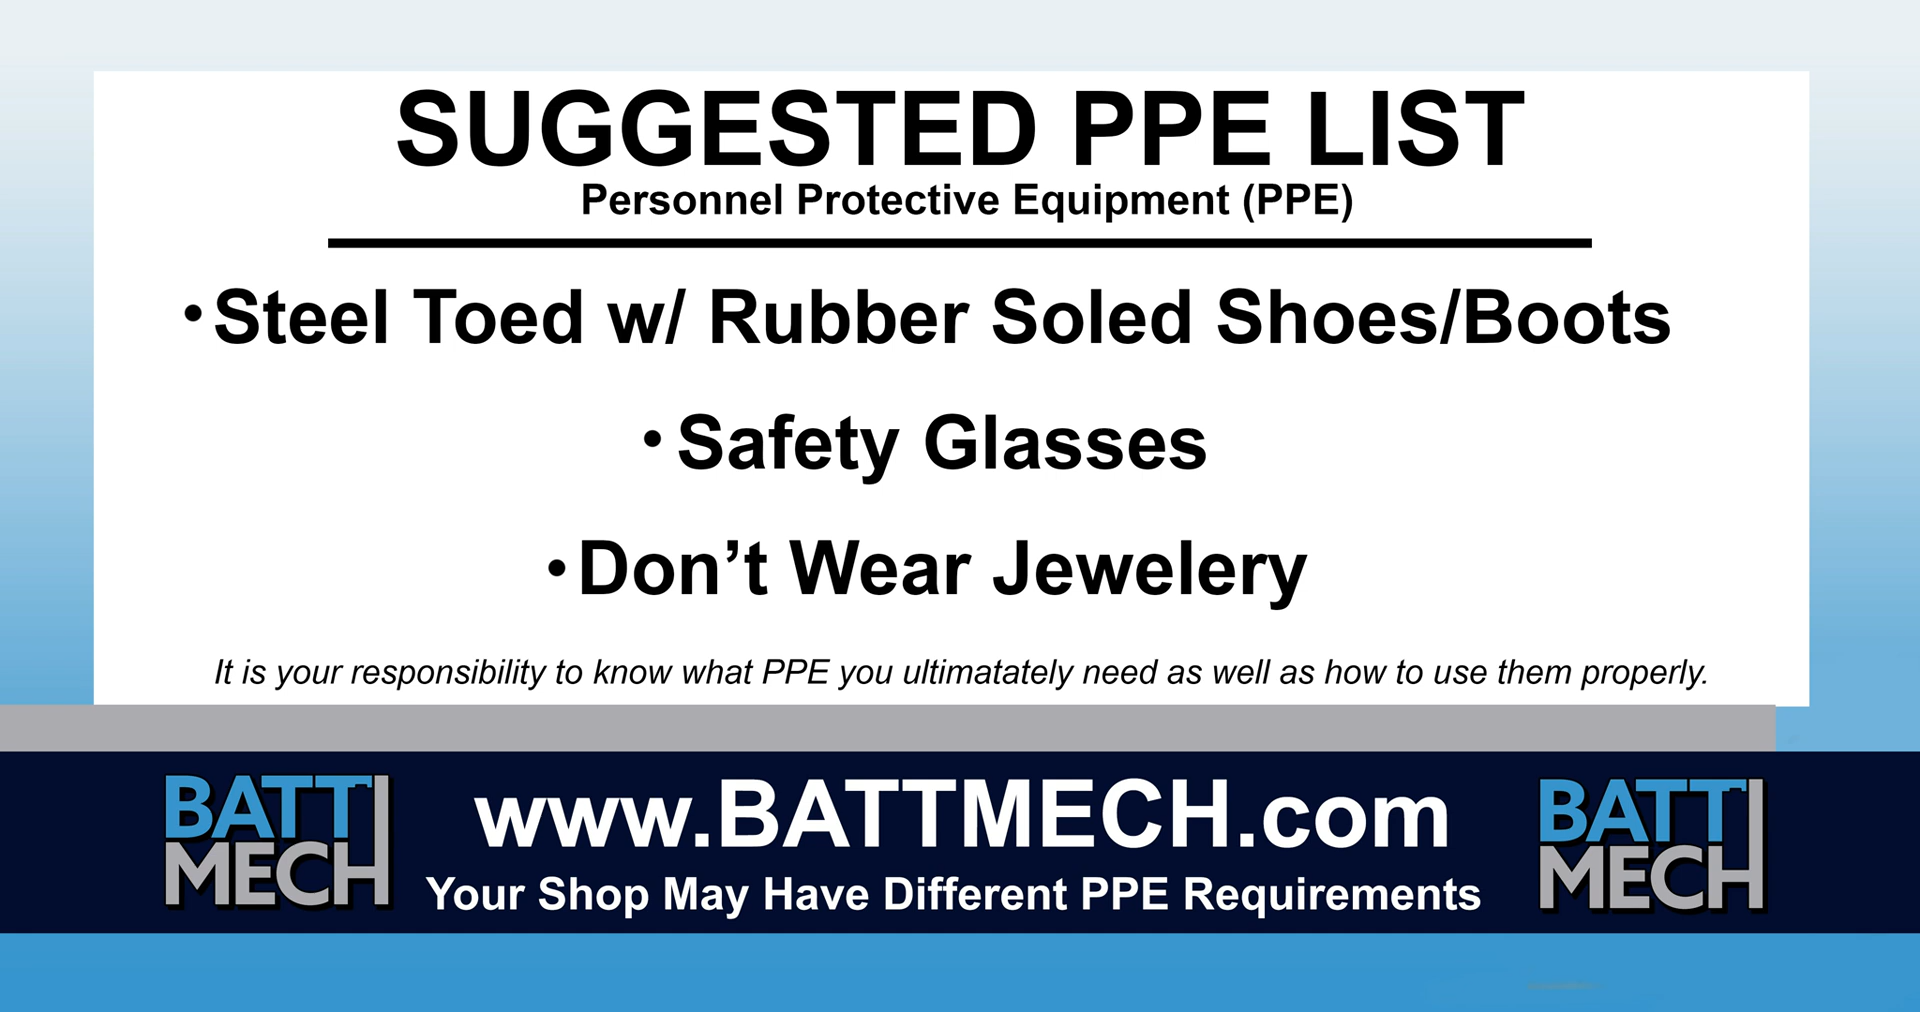 SUGGESTED PPE LIST
Personnel Protective Equipment (PPE)
•Steel Toed w/ Rubber Soled Shoes/Boots
•Safety Glasses
•Don’t Wear Jewelery
It is your responsibility to know what PPE you ultimatately need as well as how to use them properly.
BATT
MECH
www.BATTMECH.com
Your Shop May Have Different PPE Requirements
BATT
MECH